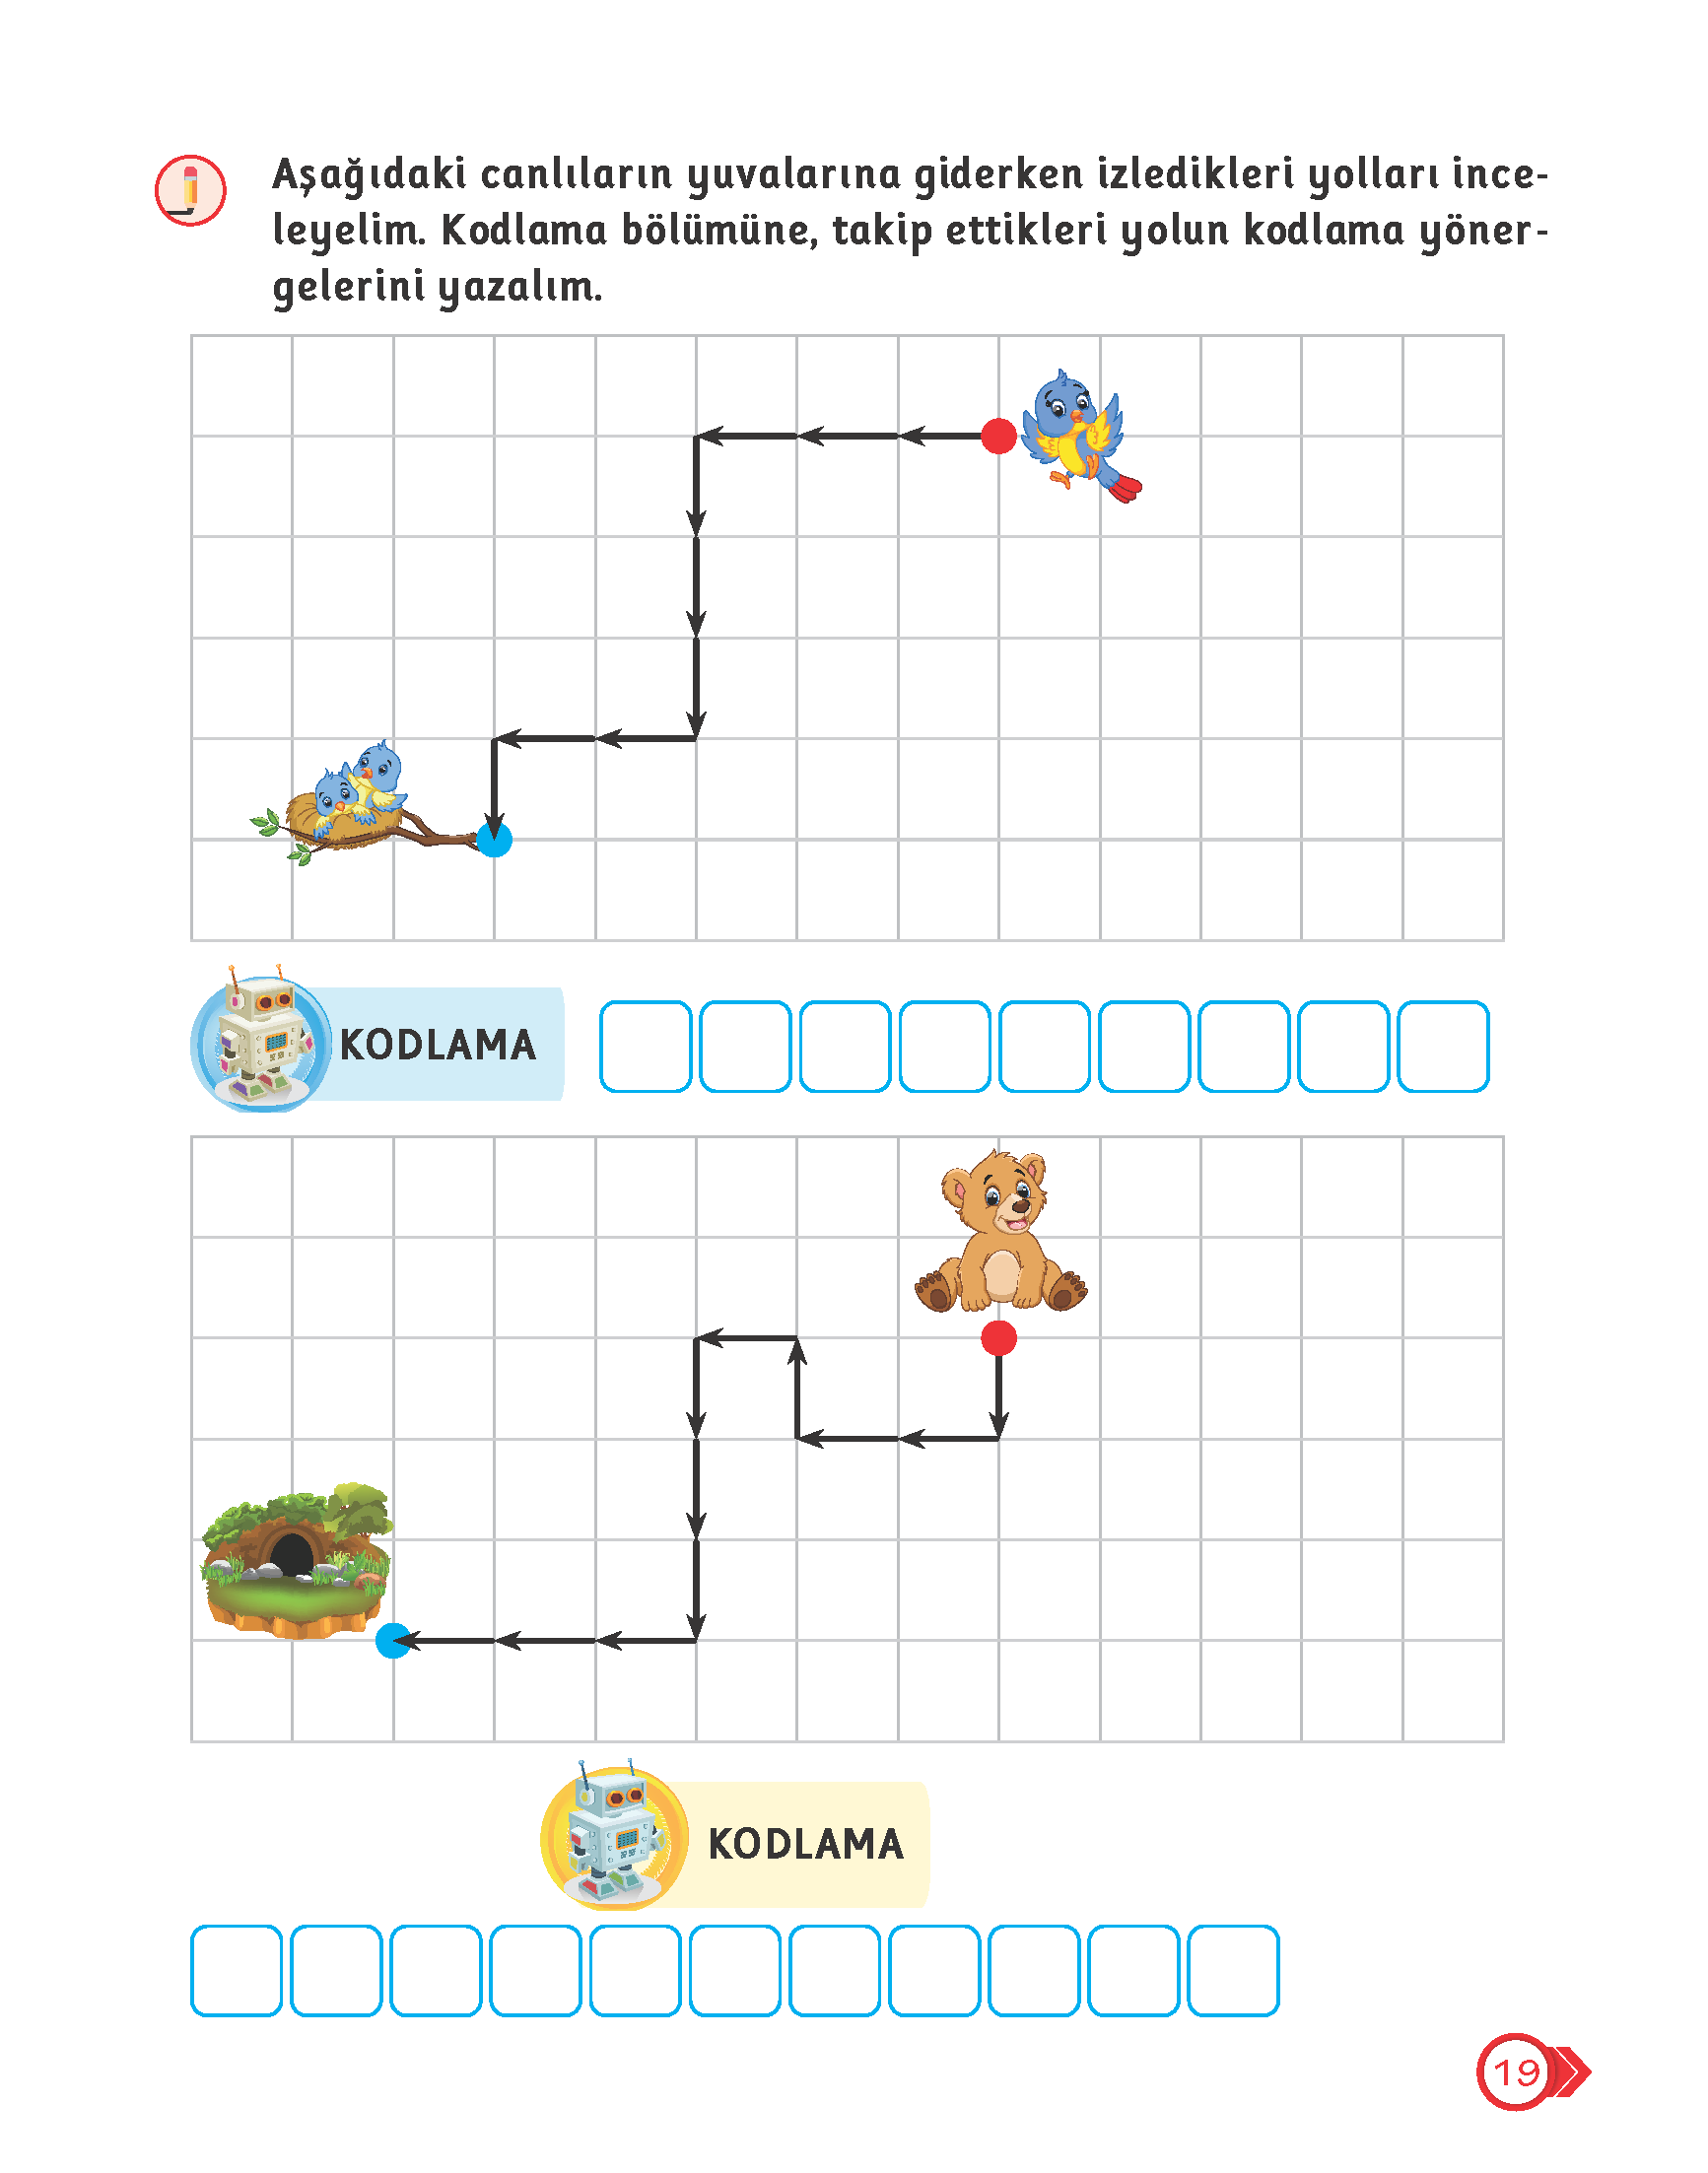 Aşağıdaki canlıların yuvalarına giderken izledikleri yolları ince-
leyelim. Kodlama bölümüne, takip ettikleri yolun kodlama yöner-
gelerini yazalım.
KODLAMA
KODLAMA
19